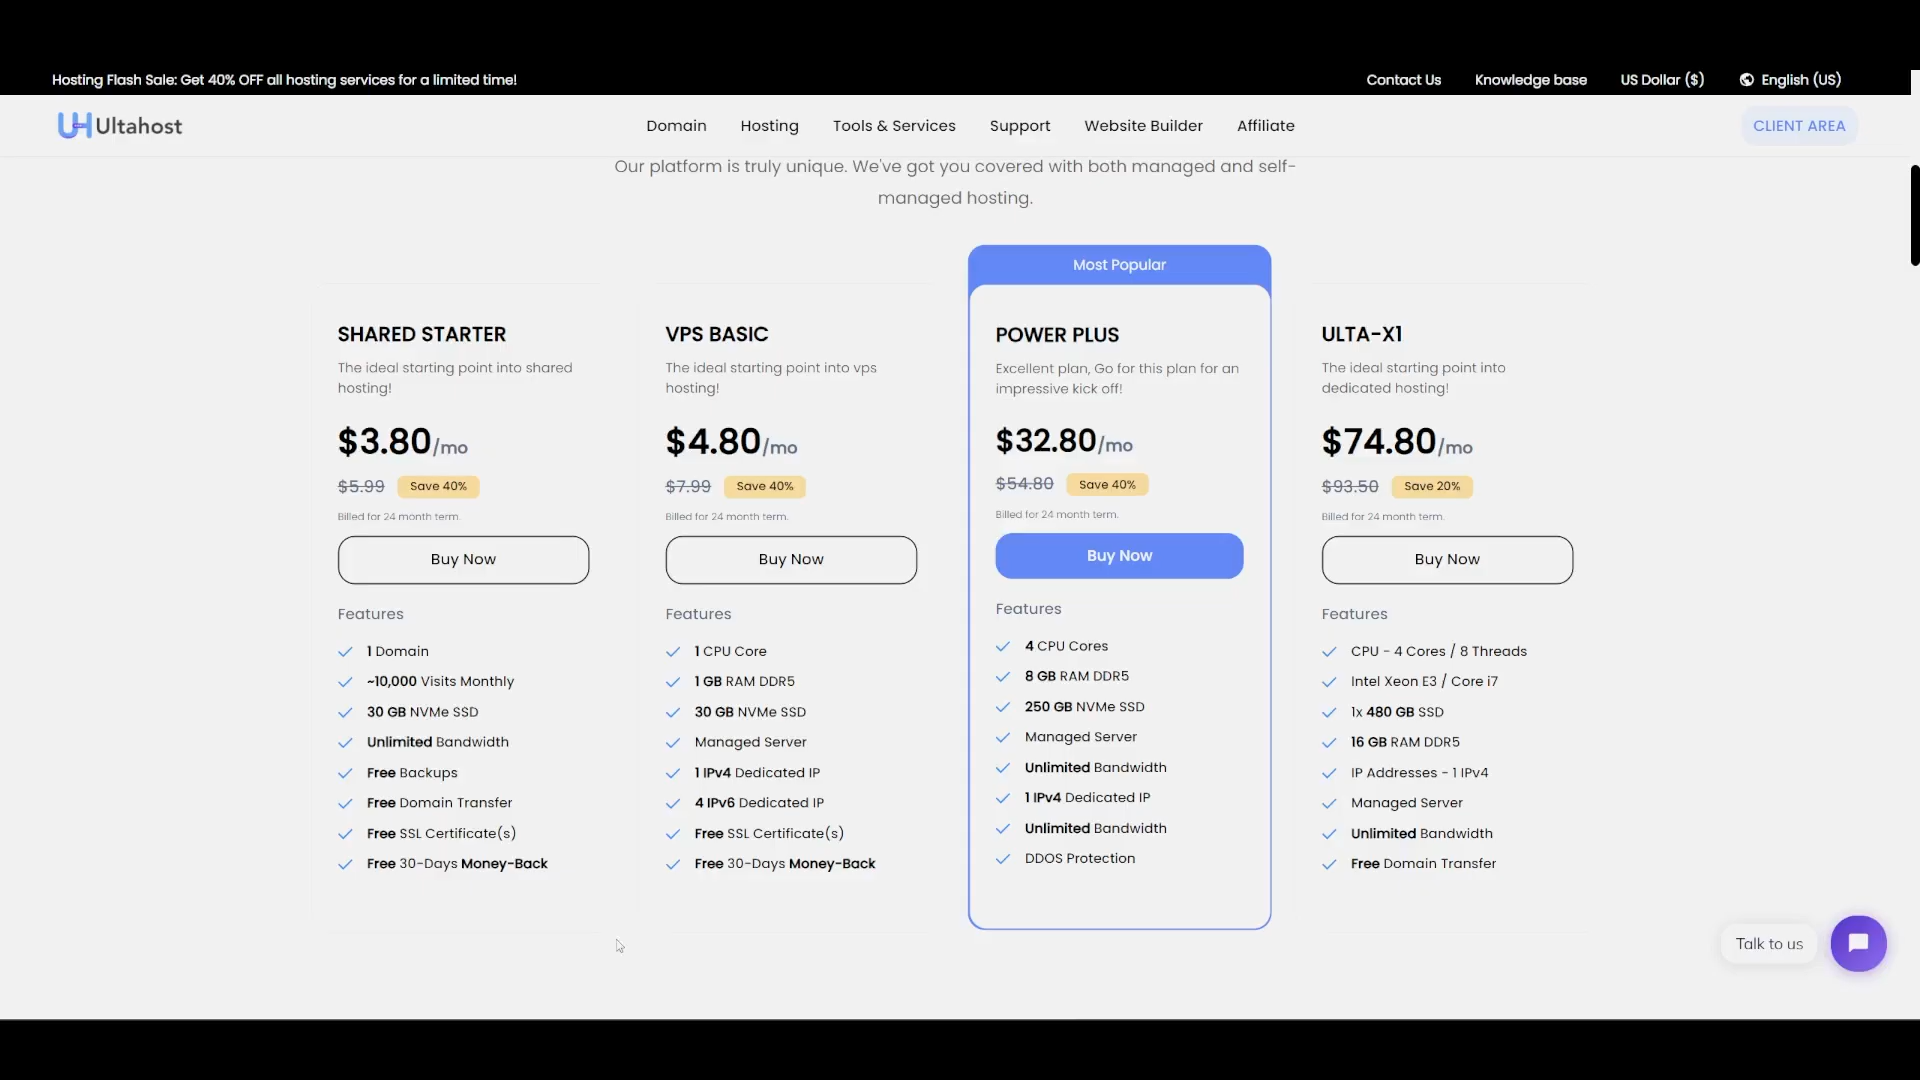 Hosting Flash Sale: Get 40% OFF all hosting services for a limited time!
Contact Us
Knowledge base
US Dollar ($)
English (US)
UH Ultahost
Domain
Hosting
Tools & Services
Support
Website Builder
Affiliate
CLIENT AREA
Our platform is truly unique. We've got you covered with both managed and self-
managed hosting.
SHARED STARTER
The ideal starting point into shared
hosting!
$3.80/mo
$5.99 Save 40%
Billed for 24 month term.
Buy Now
Features
1 Domain
~10,000 Visits Monthly
30 GB NVMe SSD
Unlimited Bandwidth
Free Backups
Free Domain Transfer
Free SSL Certificate(s)
Free 30-Days Money-Back
VPS BASIC
The ideal starting point into vps
hosting!
$4.80/mo
$7.99 Save 40%
Billed for 24 month term.
Buy Now
Features
1 CPU Core
1 GB RAM DDR5
30 GB NVMe SSD
Managed Server
1 IPv4 Dedicated IP
4 IPv6 Dedicated IP
Free SSL Certificate(s)
Free 30-Days Money-Back
Most Popular
POWER PLUS
Excellent plan, Go for this plan for an
impressive kick off!
$32.80/mo
$54.80 Save 40%
Billed for 24 month term.
Buy Now
Features
4 CPU Cores
8 GB RAM DDR5
250 GB NVMe SSD
Managed Server
Unlimited Bandwidth
1 IPv4 Dedicated IP
Unlimited Bandwidth
DDOS Protection
ULTA-X1
The ideal starting point into
dedicated hosting!
$74.80/mo
$93.50 Save 20%
Billed for 24 month term.
Buy Now
Features
CPU - 4 Cores / 8 Threads
Intel Xeon E3 / Core i7
1x 480 GB SSD
16 GB RAM DDR5
IP Addresses - 1 IPv4
Managed Server
Unlimited Bandwidth
Free Domain Transfer
Talk to us